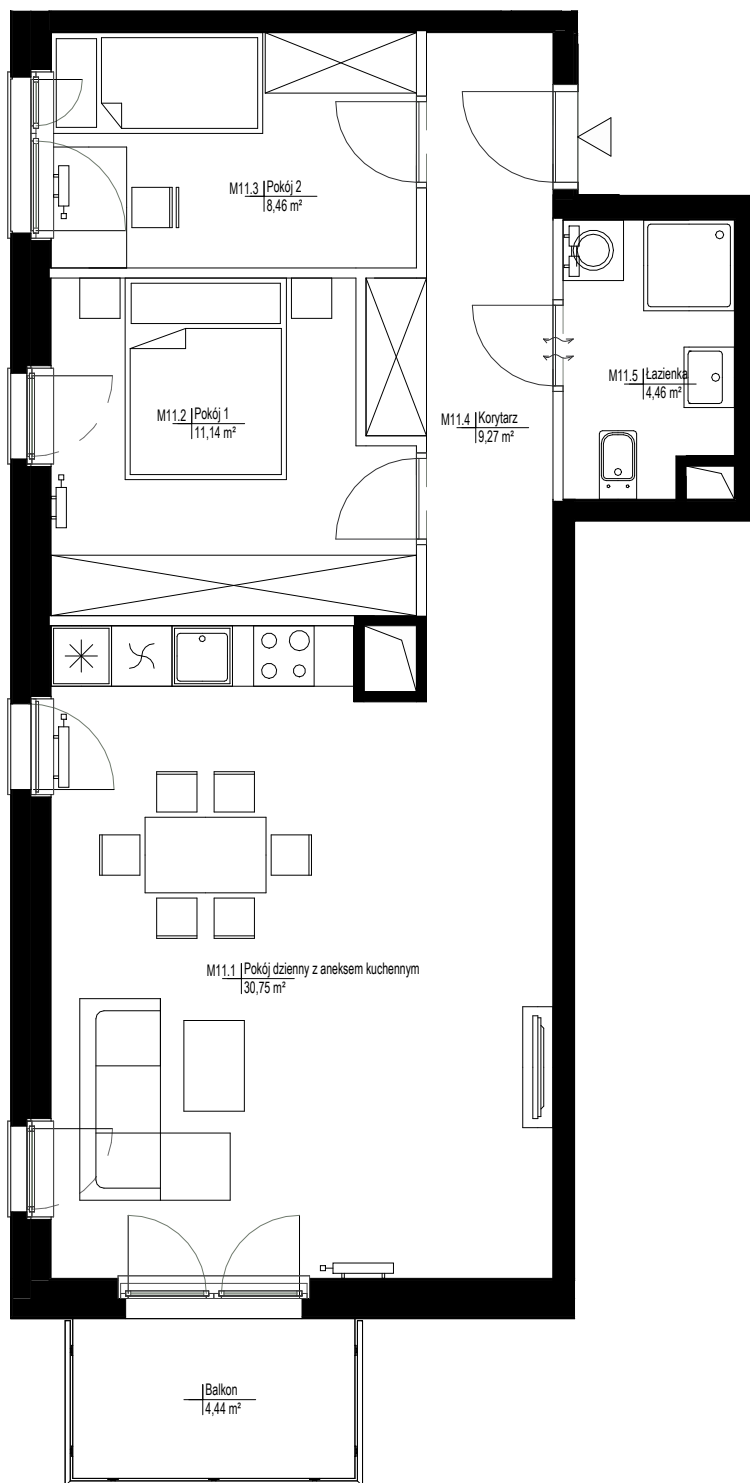 M11.3 Pokój 2
8,46 m²
M11.2 Pokój 1
11,14 m²
M11.4 Korytarz
9,27 m²
M11.5 Łazienka
4,46 m²
M11.1 Pokój dzienny z aneksem kuchennym
30,75 m²
Balkon
4,44 m²